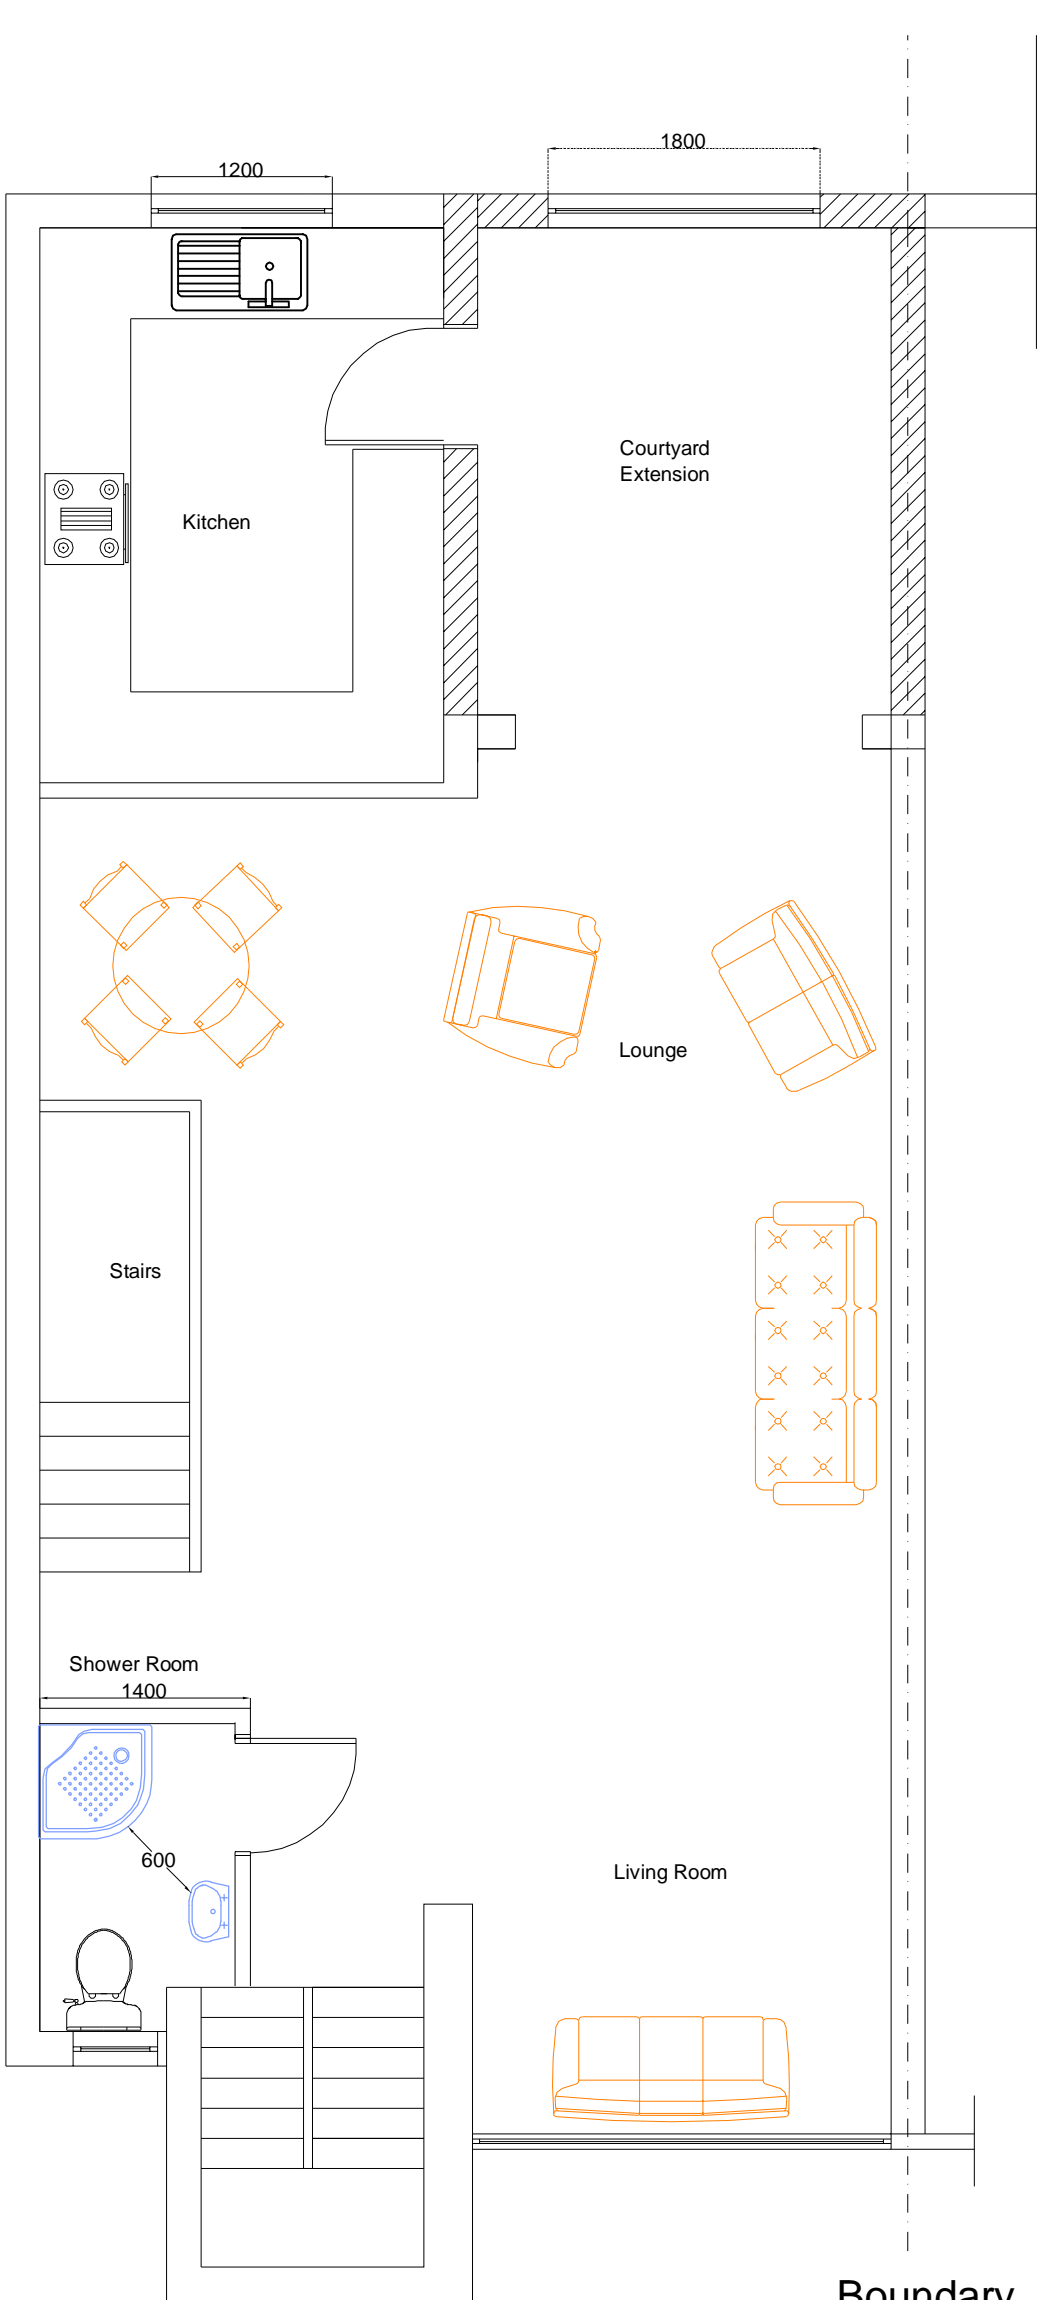 1800
1200
Courtyard
Extension
Kitchen
Lounge
Stairs
Shower Room
1400
600
Living Room
Boundary